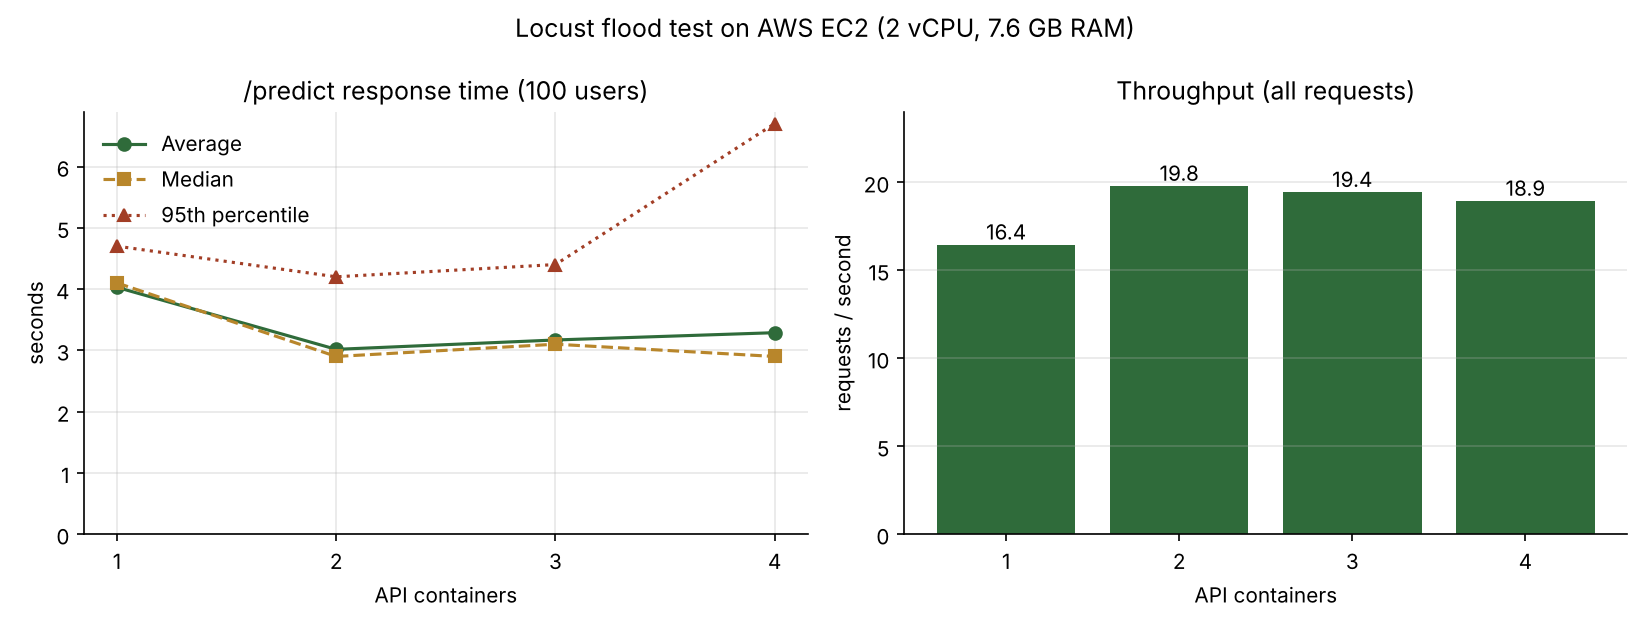 Locust flood test on AWS EC2 (2 vCPU, 7.6 GB RAM)
/predict response time (100 users)
Average
Median
95th percentile
6
5
4
3
2
1
0
seconds
1
2
3
4
API containers
Throughput (all requests)
20
15
10
5
0
requests / second
16.4
19.8
19.4
18.9
1
2
3
4
API containers